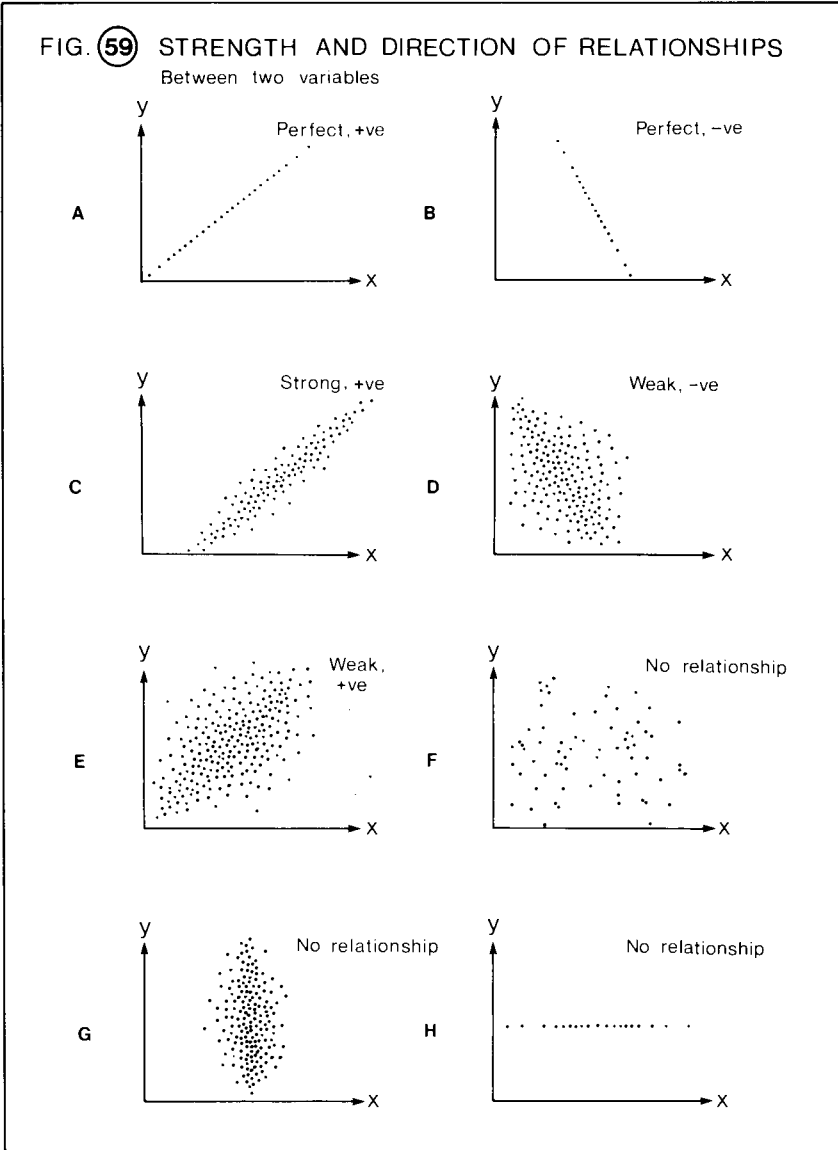 FIG. 59 STRENGTH AND DIRECTION OF RELATIONSHIPS
Between two variables
y
Perfect, +ve
A
x
y
Perfect, -ve
B
x
y
Strong, +ve
C
x
y
Weak, -ve
D
x
y
Weak,
+ve
E
x
y
No relationship
F
x
y
No relationship
G
x
y
No relationship
H
x